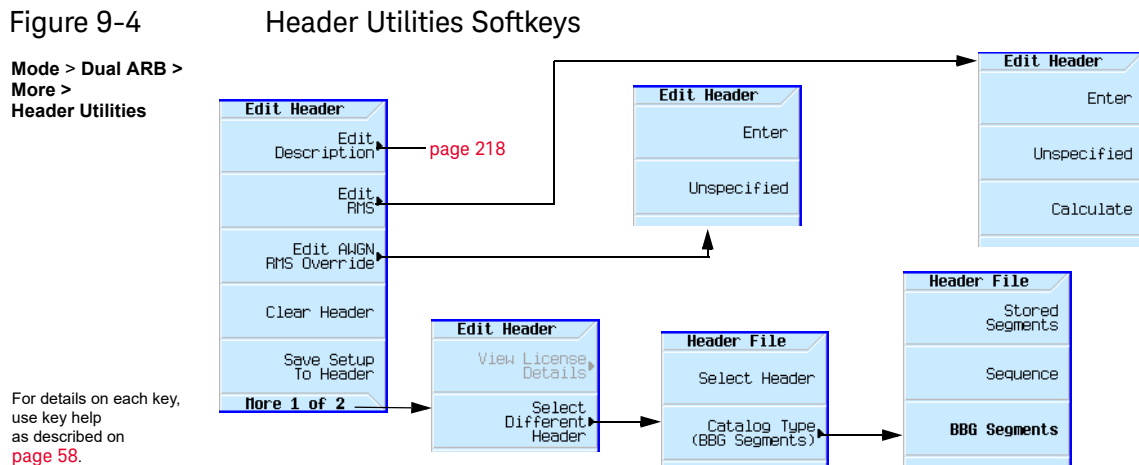 Figure 9-4 Header Utilities Softkeys
Mode > Dual ARB >
More >
Header Utilities
Edit Header
Edit
Description
page 218
Edit
RMS
Edit AWGN
RMS Override
Clear Header
Save Setup
To Header
More 1 of 2
Edit Header
Enter
Unspecified
Edit Header
Enter
Unspecified
Calculate
Edit Header
View License
Details
Select
Different
Header
Header File
Select Header
Catalog Type
(BBG Segments)
Header File
Stored
Segments
Sequence
BBG Segments
For details on each key,
use key help
as described on
page 58.